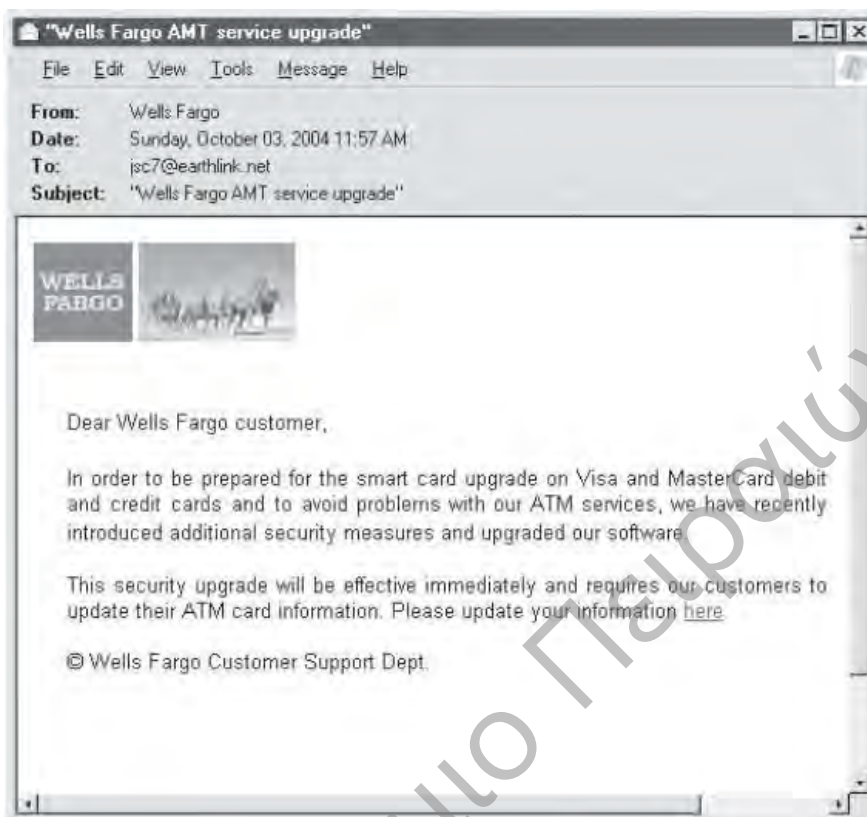 "Wells Fargo AMT service upgrade"
File Edit View Tools Message Help
From: Wells Fargo
Date: Sunday, October 03, 2004 11:57 AM
To: jsc7@earthlink.net
Subject: "Wells Fargo AMT service upgrade"
WELLS
FARGO
Dear Wells Fargo customer,
In order to be prepared for the smart card upgrade on Visa and MasterCard debit
and credit cards and to avoid problems with our ATM services, we have recently
introduced additional security measures and upgraded our software.
This security upgrade will be effective immediately and requires our customers to
update their ATM card information. Please update your information here
© Wells Fargo Customer Support Dept.